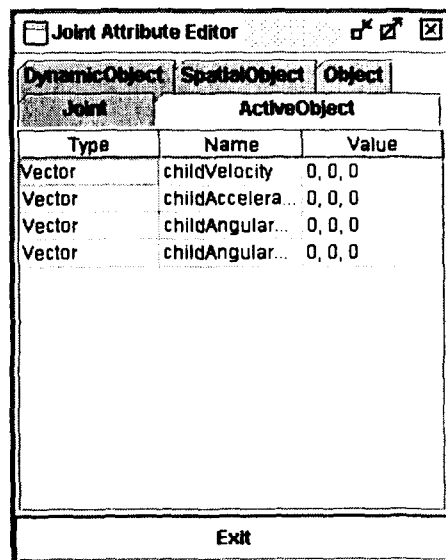 Joint Attribute Editor
DynamicObject SpatialObject Object
Joint ActiveObject
Type Name Value
Vector childVelocity 0, 0, 0
Vector childAccelera... 0, 0, 0
Vector childAngular... 0, 0, 0
Vector childAngular... 0, 0, 0
Exit